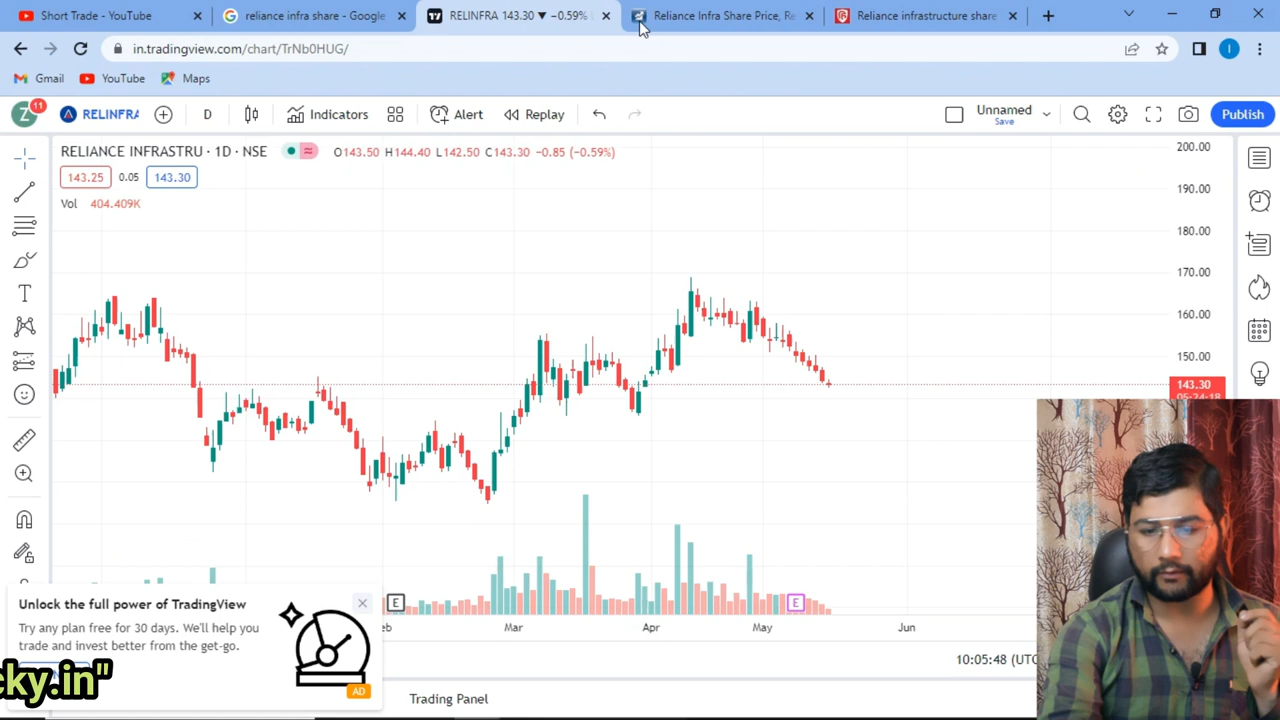 Short Trade - YouTube
reliance infra share - Google
RELINFRA 143.30 ▼ −0.59%
Reliance Infra Share Price, Re
Reliance infrastructure share
in.tradingview.com/chart/TrNb0HUG/
I
Gmail
YouTube
Maps
Z
11
RELINFRA
D
Indicators
Alert
Replay
Unnamed
Save
Publish
RELIANCE INFRASTRU · 1D · NSE
O143.50 H144.40 L142.50 C143.30 −0.85 (−0.59%)
143.25
0.05
143.30
Vol 404.409K
200.00
190.00
180.00
170.00
160.00
150.00
143.30
05:24:18
Unlock the full power of TradingView
Try any plan free for 30 days. We'll help you
trade and invest better from the get-go.
AD
cky.in"
E
E
Mar
Apr
May
Jun
10:05:48 (UTC
Trading Panel